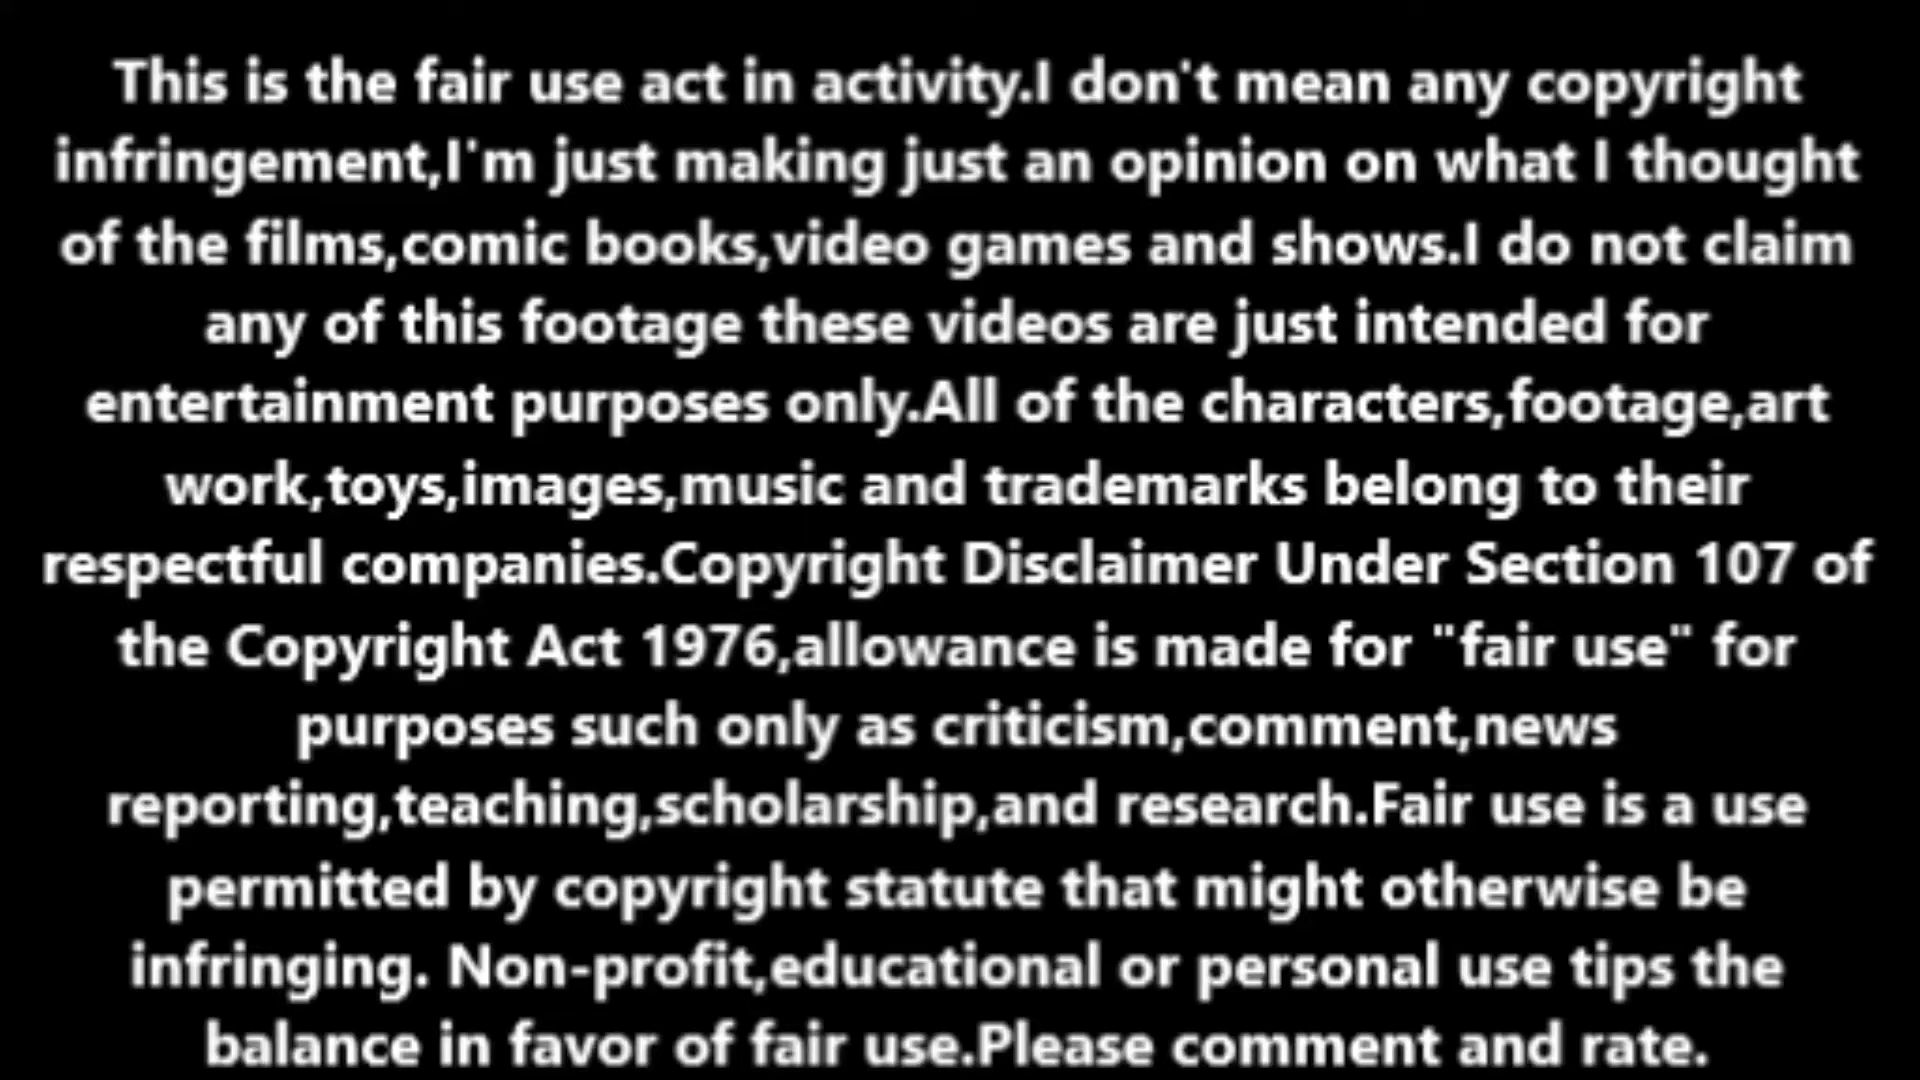 This is the fair use act in activity.I don't mean any copyright
infringement,I'm just making just an opinion on what I thought
of the films,comic books,video games and shows.I do not claim
any of this footage these videos are just intended for
entertainment purposes only.All of the characters,footage,art
work,toys,images,music and trademarks belong to their
respectful companies.Copyright Disclaimer Under Section 107 of
the Copyright Act 1976,allowance is made for "fair use" for
purposes such only as criticism,comment,news
reporting,teaching,scholarship,and research.Fair use is a use
permitted by copyright statute that might otherwise be
infringing. Non-profit,educational or personal use tips the
balance in favor of fair use.Please comment and rate.